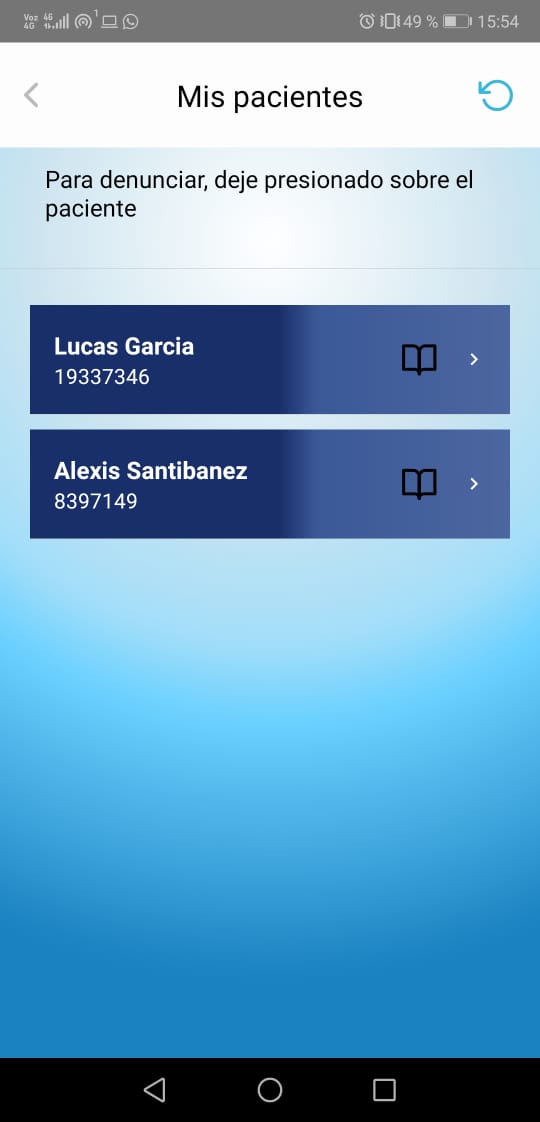 Voz 4G 4G 1 49 % 15:54
Mis pacientes
Para denunciar, deje presionado sobre el
paciente
Lucas Garcia
19337346
Alexis Santibanez
8397149